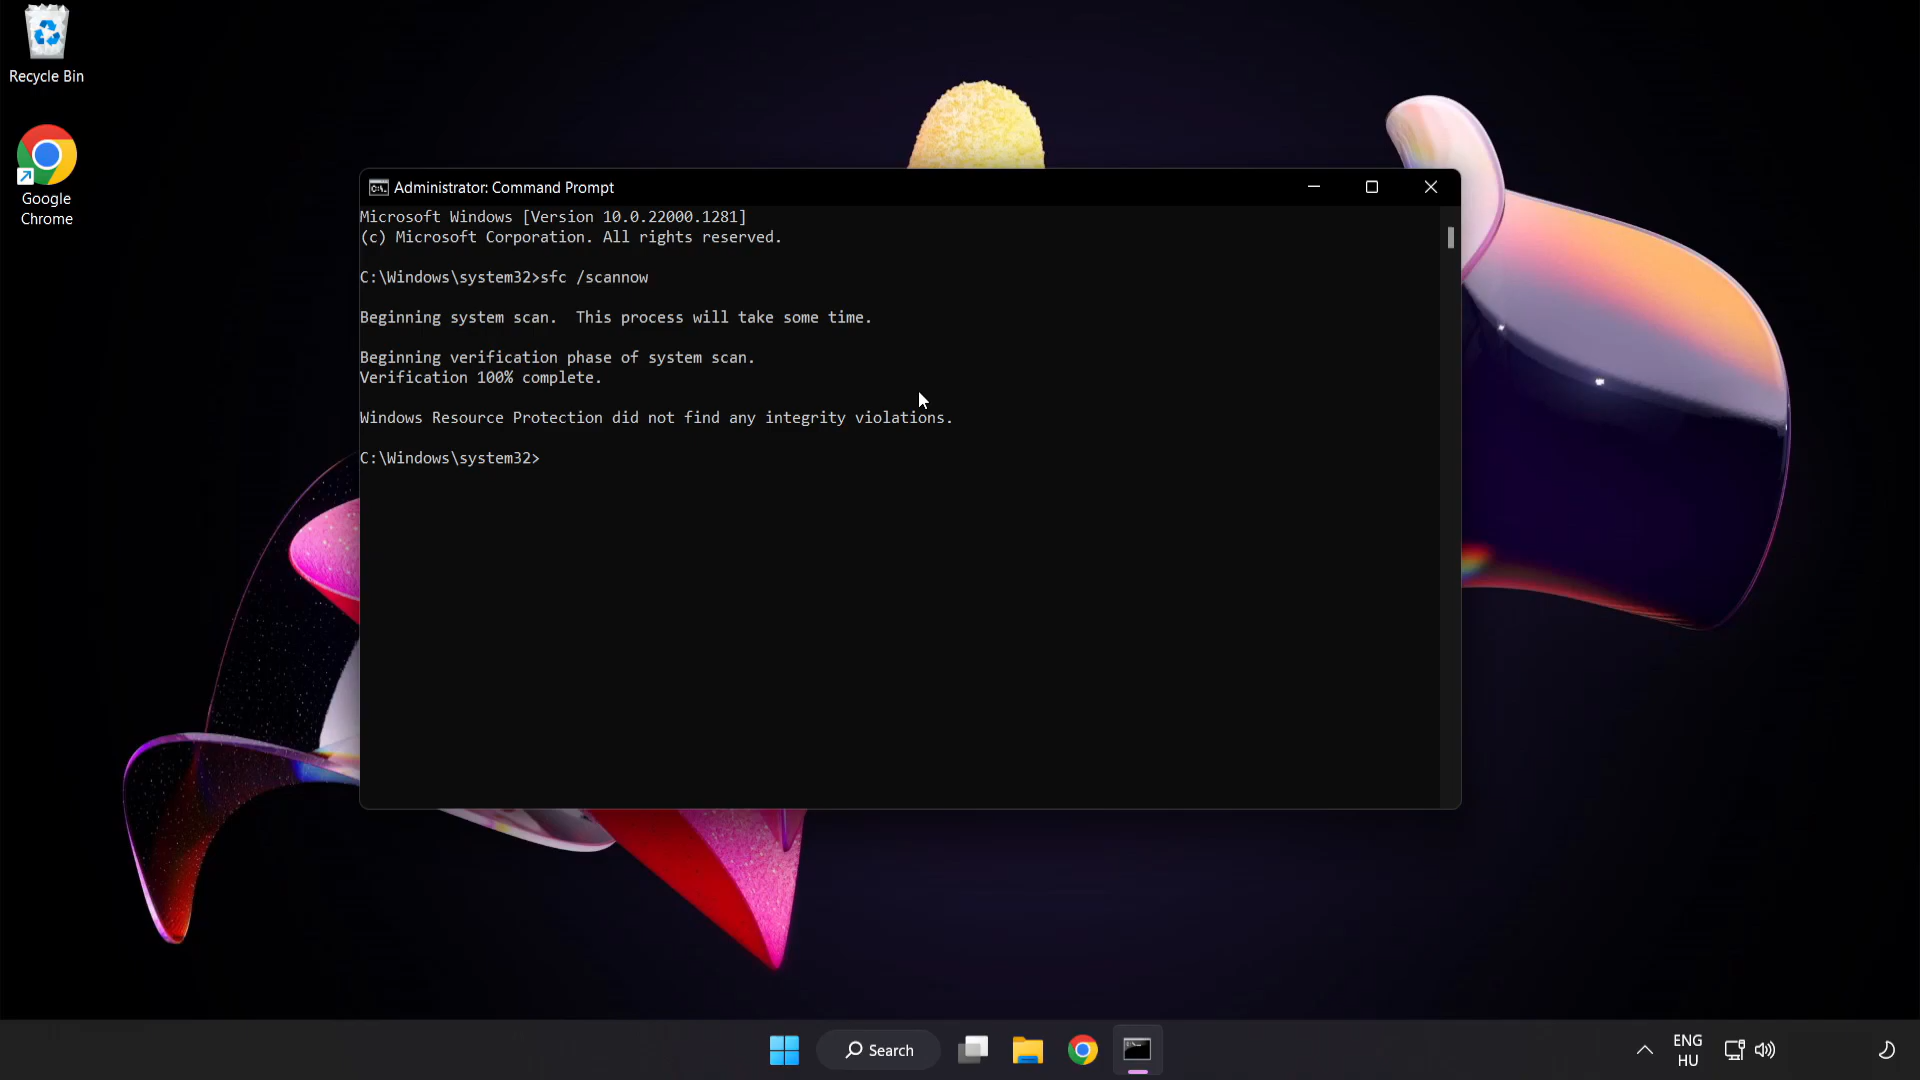 Recycle Bin
Google
Chrome
Administrator: Command Prompt
Microsoft Windows [Version 10.0.22000.1281]
(c) Microsoft Corporation. All rights reserved.
C:\Windows\system32>sfc /scannow
Beginning system scan.  This process will take some time.
Beginning verification phase of system scan.
Verification 100% complete.
Windows Resource Protection did not find any integrity violations.
C:\Windows\system32>
Search
ENG
HU